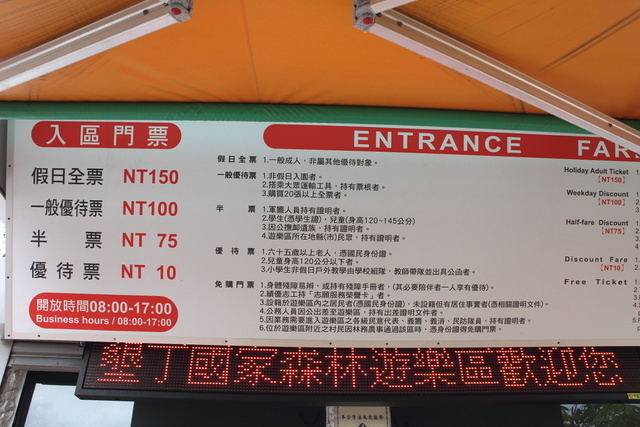 入區門票
假日全票 NT150
一般優待票 NT100
半 票 NT 75
優待票 NT 10
開放時間08:00-17:00
Business hours / 08:00-17:00
ENTRANCE FAR
假日全票 1.一般成人，非屬其他優待對象。
一般優待票 1.非假日入園者。
2.搭乘大眾運輸工具，持有票根者。
3.購買20張以上全票者。
半 票 1.軍警人員持有證明者。
2.學生(憑學生證)，兒童(身高120~145公分)
3.因公撫卹遺族，持有證明者。
4.遊樂區所在地縣(市)民眾，持有證明者。
優 待 票 1.六十五歲以上老人，憑國民身份證。
2.兒童身高120公分以下者。
3.小學生非假日戶外教學由學校組隊，教師帶隊並出具公函者。
免購門票 1.身體殘障易辨，或持有殘障手冊者，(其必要陪伴者一人享有優待)。
2.績優志工持「志願服務榮譽卡」者。
3.設籍於遊樂區內之居民者(憑國民身份證)，未設籍但有居住事實者(憑相關證明文件)。
4.公務人員因公出差至遊樂區，持有出差證明文件者。
5.因業務需要進入遊樂區之各級民意代表、義警、義消、民防隊員，持有證明者。
6.位於遊樂區附近之村民因林務農事通過該區時，憑身份證得免購門票。
Holiday Adult Ticket
【NT150】
Weekday Discount
【NT100】
Half-fare Discount
【NT75】
Discount Fare
【NT10】
Free Ticket
墾丁國家森林遊樂區歡迎您